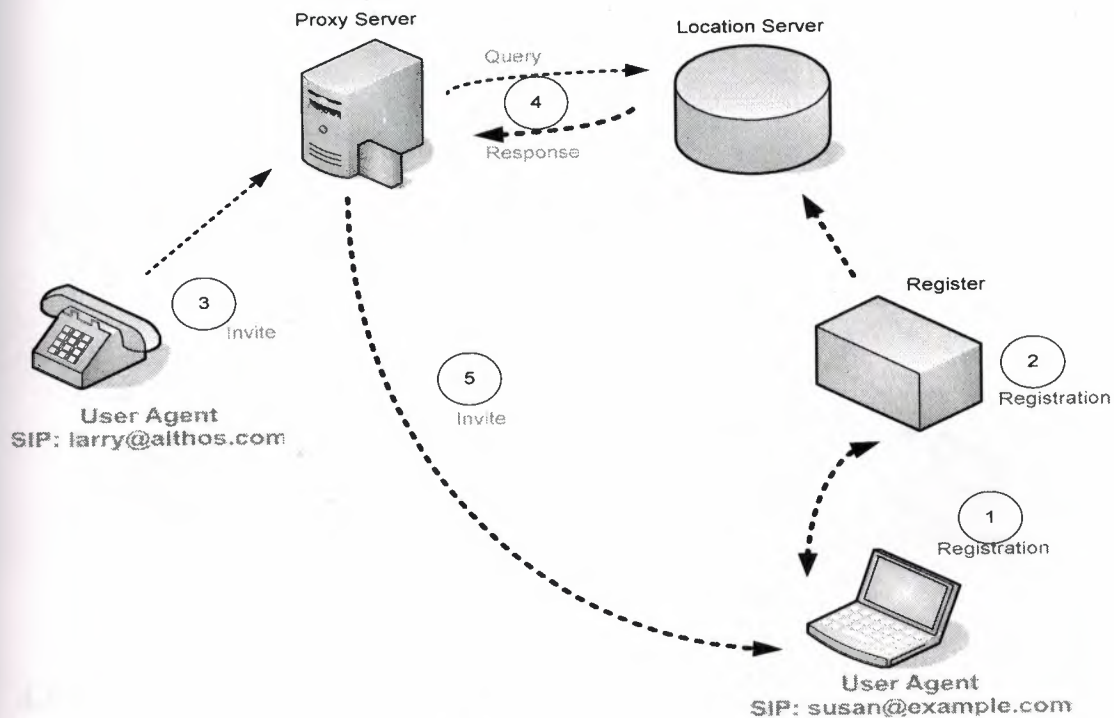 Proxy Server
Location Server
Query
4
Response
3
Invite
Register
2
Registration
5
Invite
User Agent
SIP: larry@althos.com
1
Registration
User Agent
SIP: susan@example.com